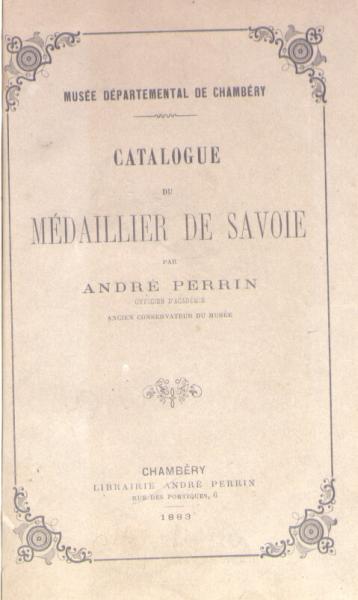 MUSÉE DÉPARTEMENTAL DE CHAMBÉRY
CATALOGUE
DU
MÉDAILLIER DE SAVOIE
PAR
ANDRÉ PERRIN
OFFICIER D'ACADÉMIE
ANCIEN CONSERVATEUR DU MUSÉE
CHAMBÉRY
LIBRAIRIE ANDRÉ PERRIN
RUE DES PORTIQUES, 6
1883